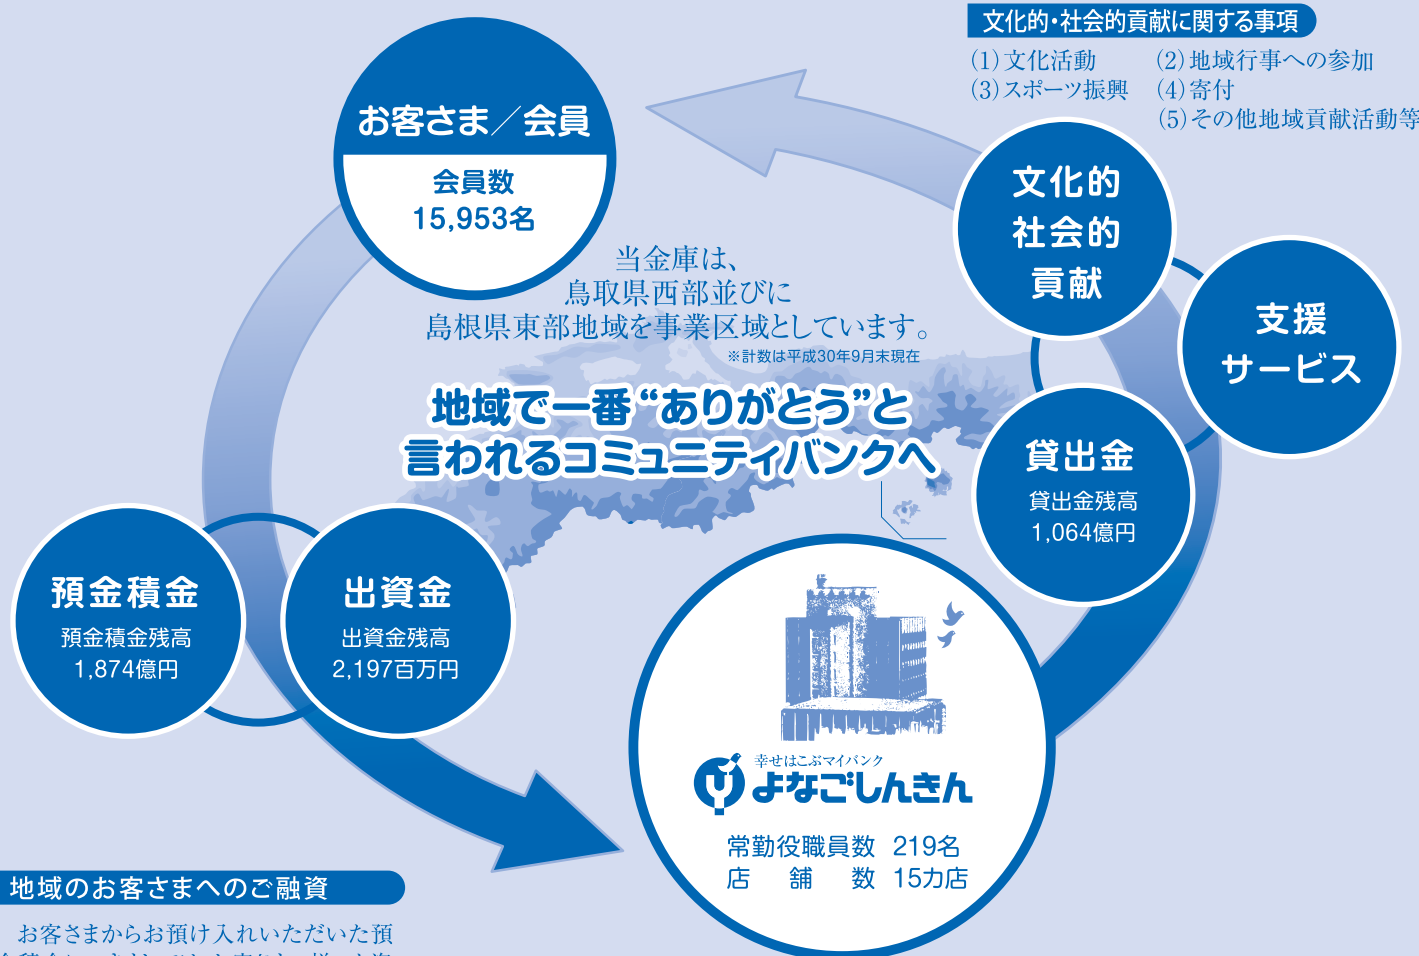 文化的・社会的貢献に関する事項
(1)文化活動 (2)地域行事への参加
(3)スポーツ振興 (4)寄付
(5)その他地域貢献活動等
お客さま／会員
会員数
15,953名
文化的
社会的
貢献
支援
サービス
当金庫は、
鳥取県西部並びに
島根県東部地域を事業区域としています。
※計数は平成30年9月末現在
地域で一番“ありがとう”と
言われるコミュニティバンクへ
貸出金
貸出金残高
1,064億円
預金積金
預金積金残高
1,874億円
出資金
出資金残高
2,197百万円
幸せはこぶマイバンク
よなごしんきん
常勤役職員数 219名
店舗数 15カ店
地域のお客さまへのご融資
お客さまからお預け入れいただいた預